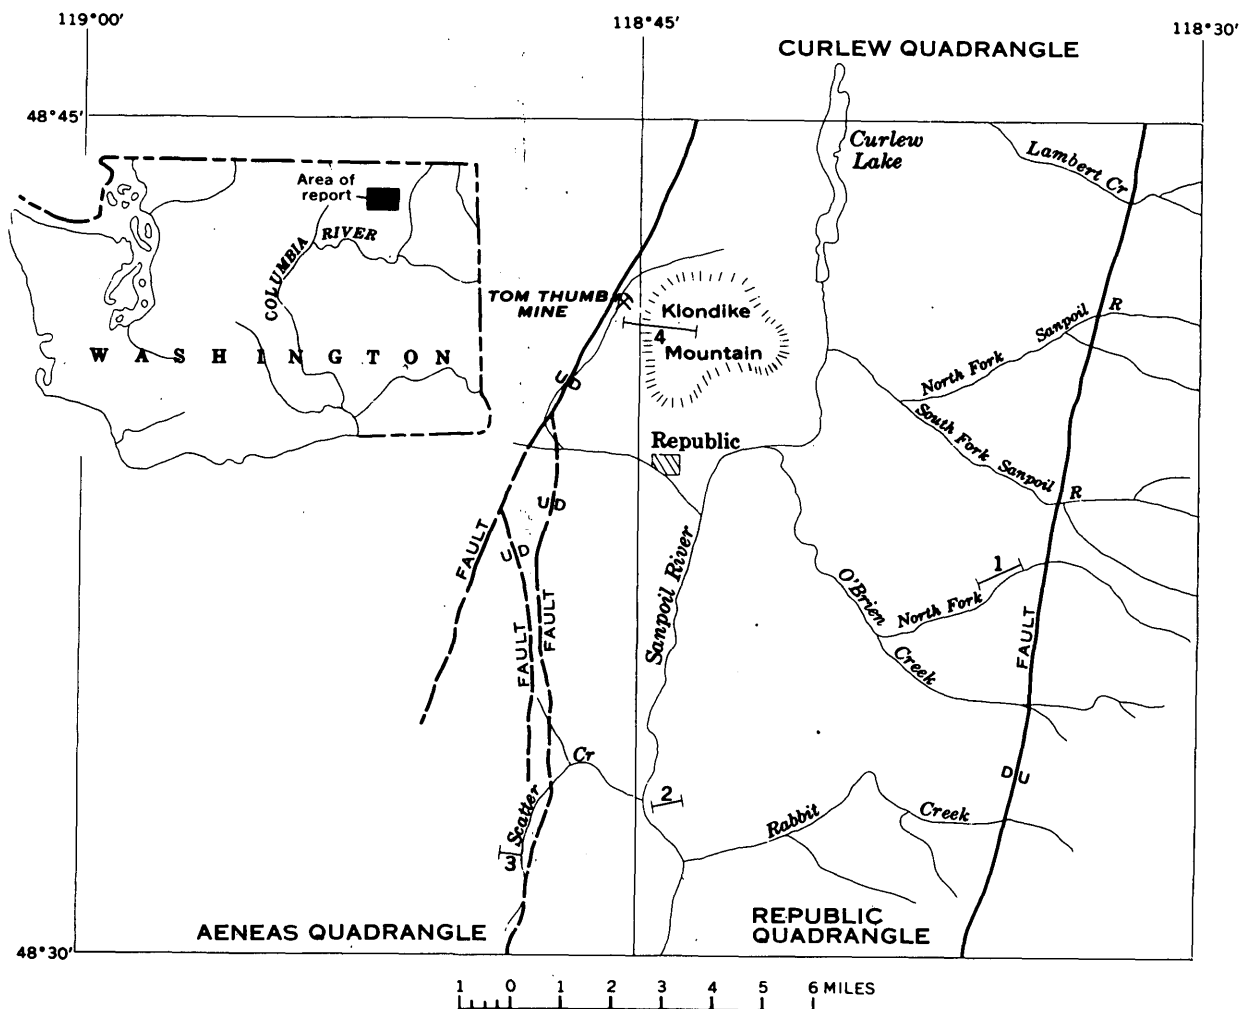 119°00'
118°45'
118°30'
CURLEW QUADRANGLE
48°45'
Curlew
Lake
Lambert Cr
Area of
report
COLUMBIA
RIVER
WASHINGTON
TOM THUMB
MINE
Klondike
4
Mountain
North Fork Sanpoil R
South Fork Sanpoil R
U D
Republic
U D
U D
FAULT
FAULT
FAULT
Sanpoil River
1
O'Brien
North Fork
Creek
FAULT
D U
Cr
Scatter
2
3
Rabbit
Creek
AENEAS QUADRANGLE
REPUBLIC
QUADRANGLE
48°30'
1 0 1 2 3 4 5 6 MILES